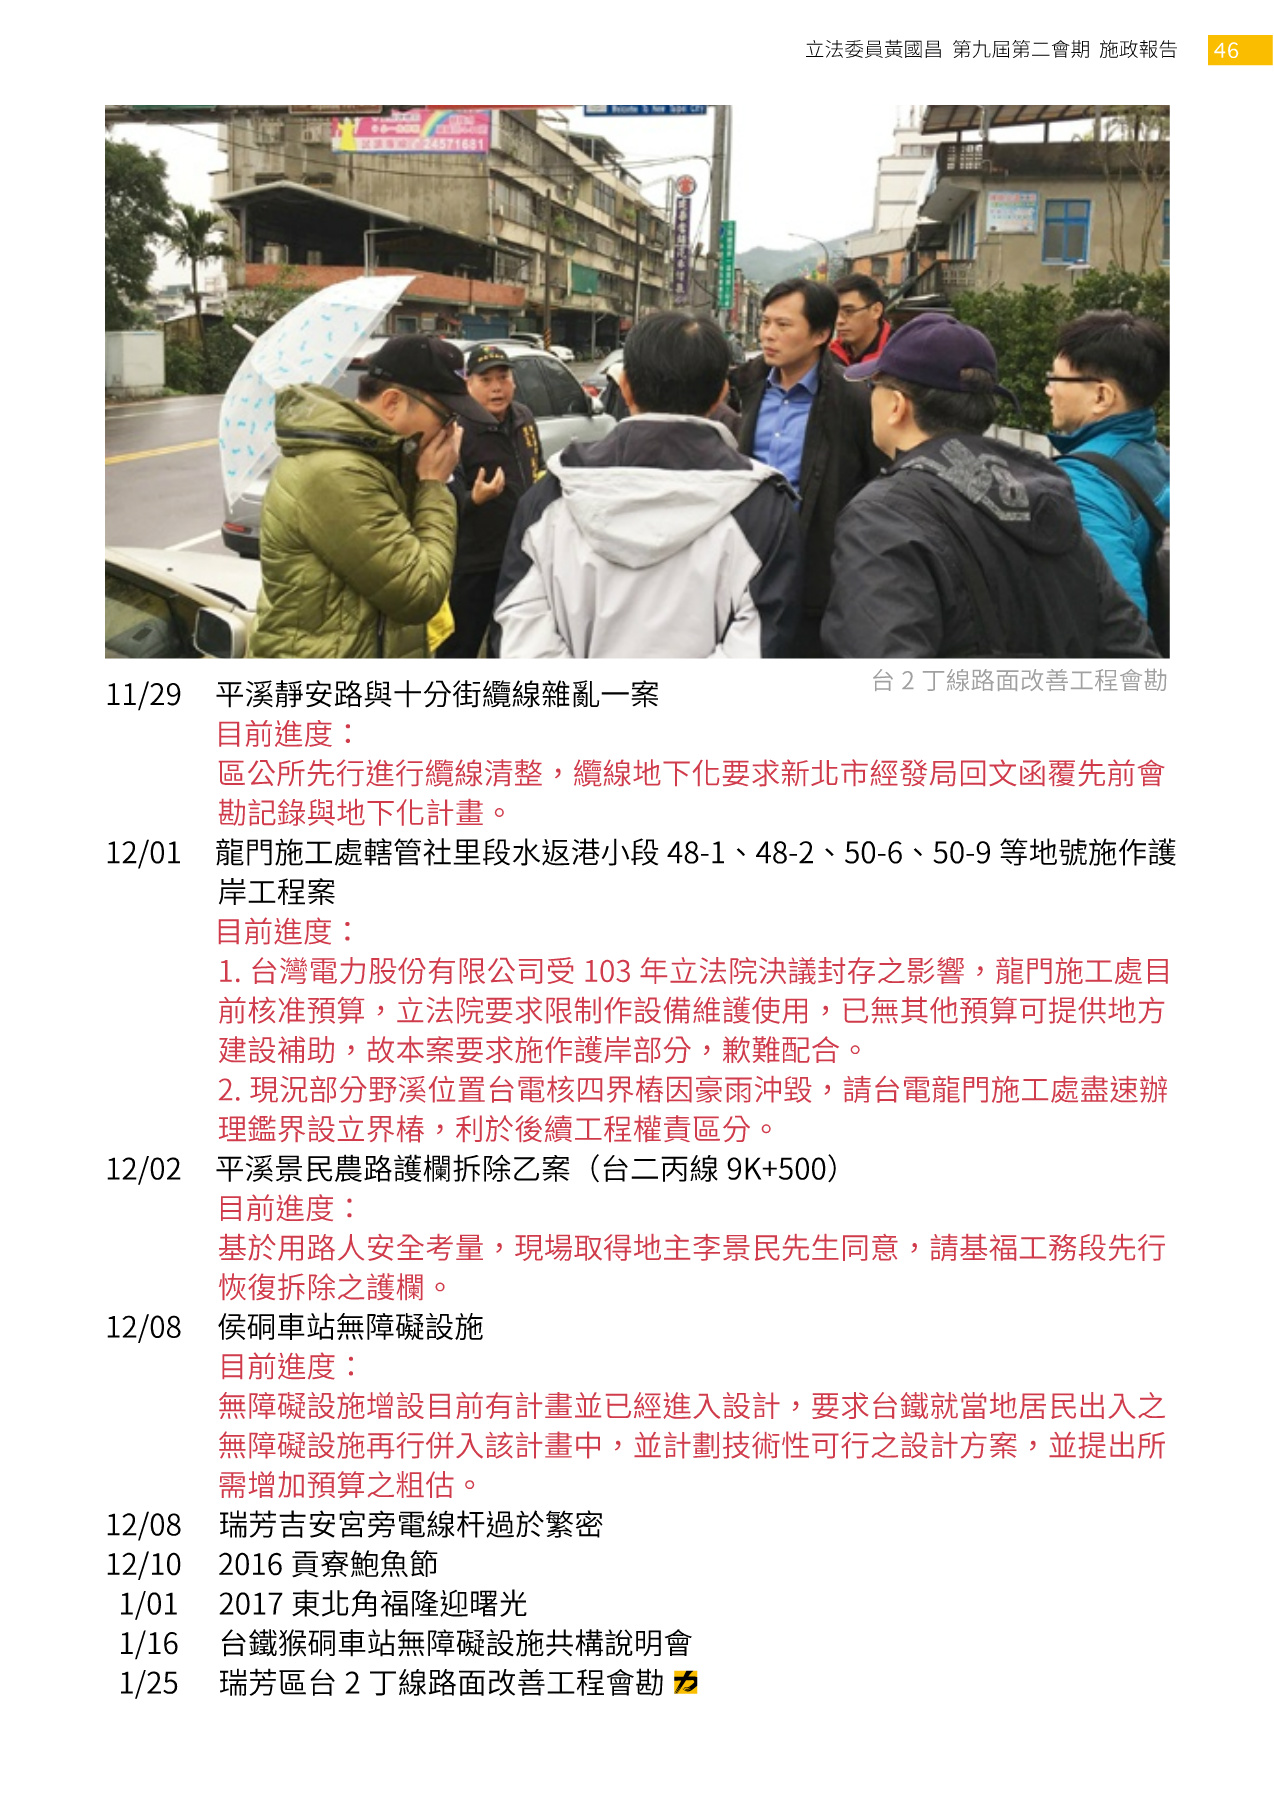 立法委員黃國昌 第九屆第二會期 施政報告 46
24571681
台 2 丁線路面改善工程會勘
11/29 平溪靜安路與十分街纜線雜亂一案
目前進度：
區公所先行進行纜線清整，纜線地下化要求新北市經發局回文函覆先前會
勘記錄與地下化計畫。
12/01 龍門施工處轄管社里段水返港小段 48-1、48-2、50-6、50-9 等地號施作護
岸工程案
目前進度：
1. 台灣電力股份有限公司受 103 年立法院決議封存之影響，龍門施工處目
前核准預算，立法院要求限制作設備維護使用，已無其他預算可提供地方
建設補助，故本案要求施作護岸部分，歉難配合。
2. 現況部分野溪位置台電核四界樁因豪雨沖毀，請台電龍門施工處盡速辦
理鑑界設立界樁，利於後續工程權責區分。
12/02 平溪景民農路護欄拆除乙案（台二丙線 9K+500）
目前進度：
基於用路人安全考量，現場取得地主李景民先生同意，請基福工務段先行
恢復拆除之護欄。
12/08 侯硐車站無障礙設施
目前進度：
無障礙設施增設目前有計畫並已經進入設計，要求台鐵就當地居民出入之
無障礙設施再行併入該計畫中，並計劃技術性可行之設計方案，並提出所
需增加預算之粗估。
12/08 瑞芳吉安宮旁電線杆過於繁密
12/10 2016 貢寮鮑魚節
1/01 2017 東北角福隆迎曙光
1/16 台鐵猴硐車站無障礙設施共構說明會
1/25 瑞芳區台 2 丁線路面改善工程會勘